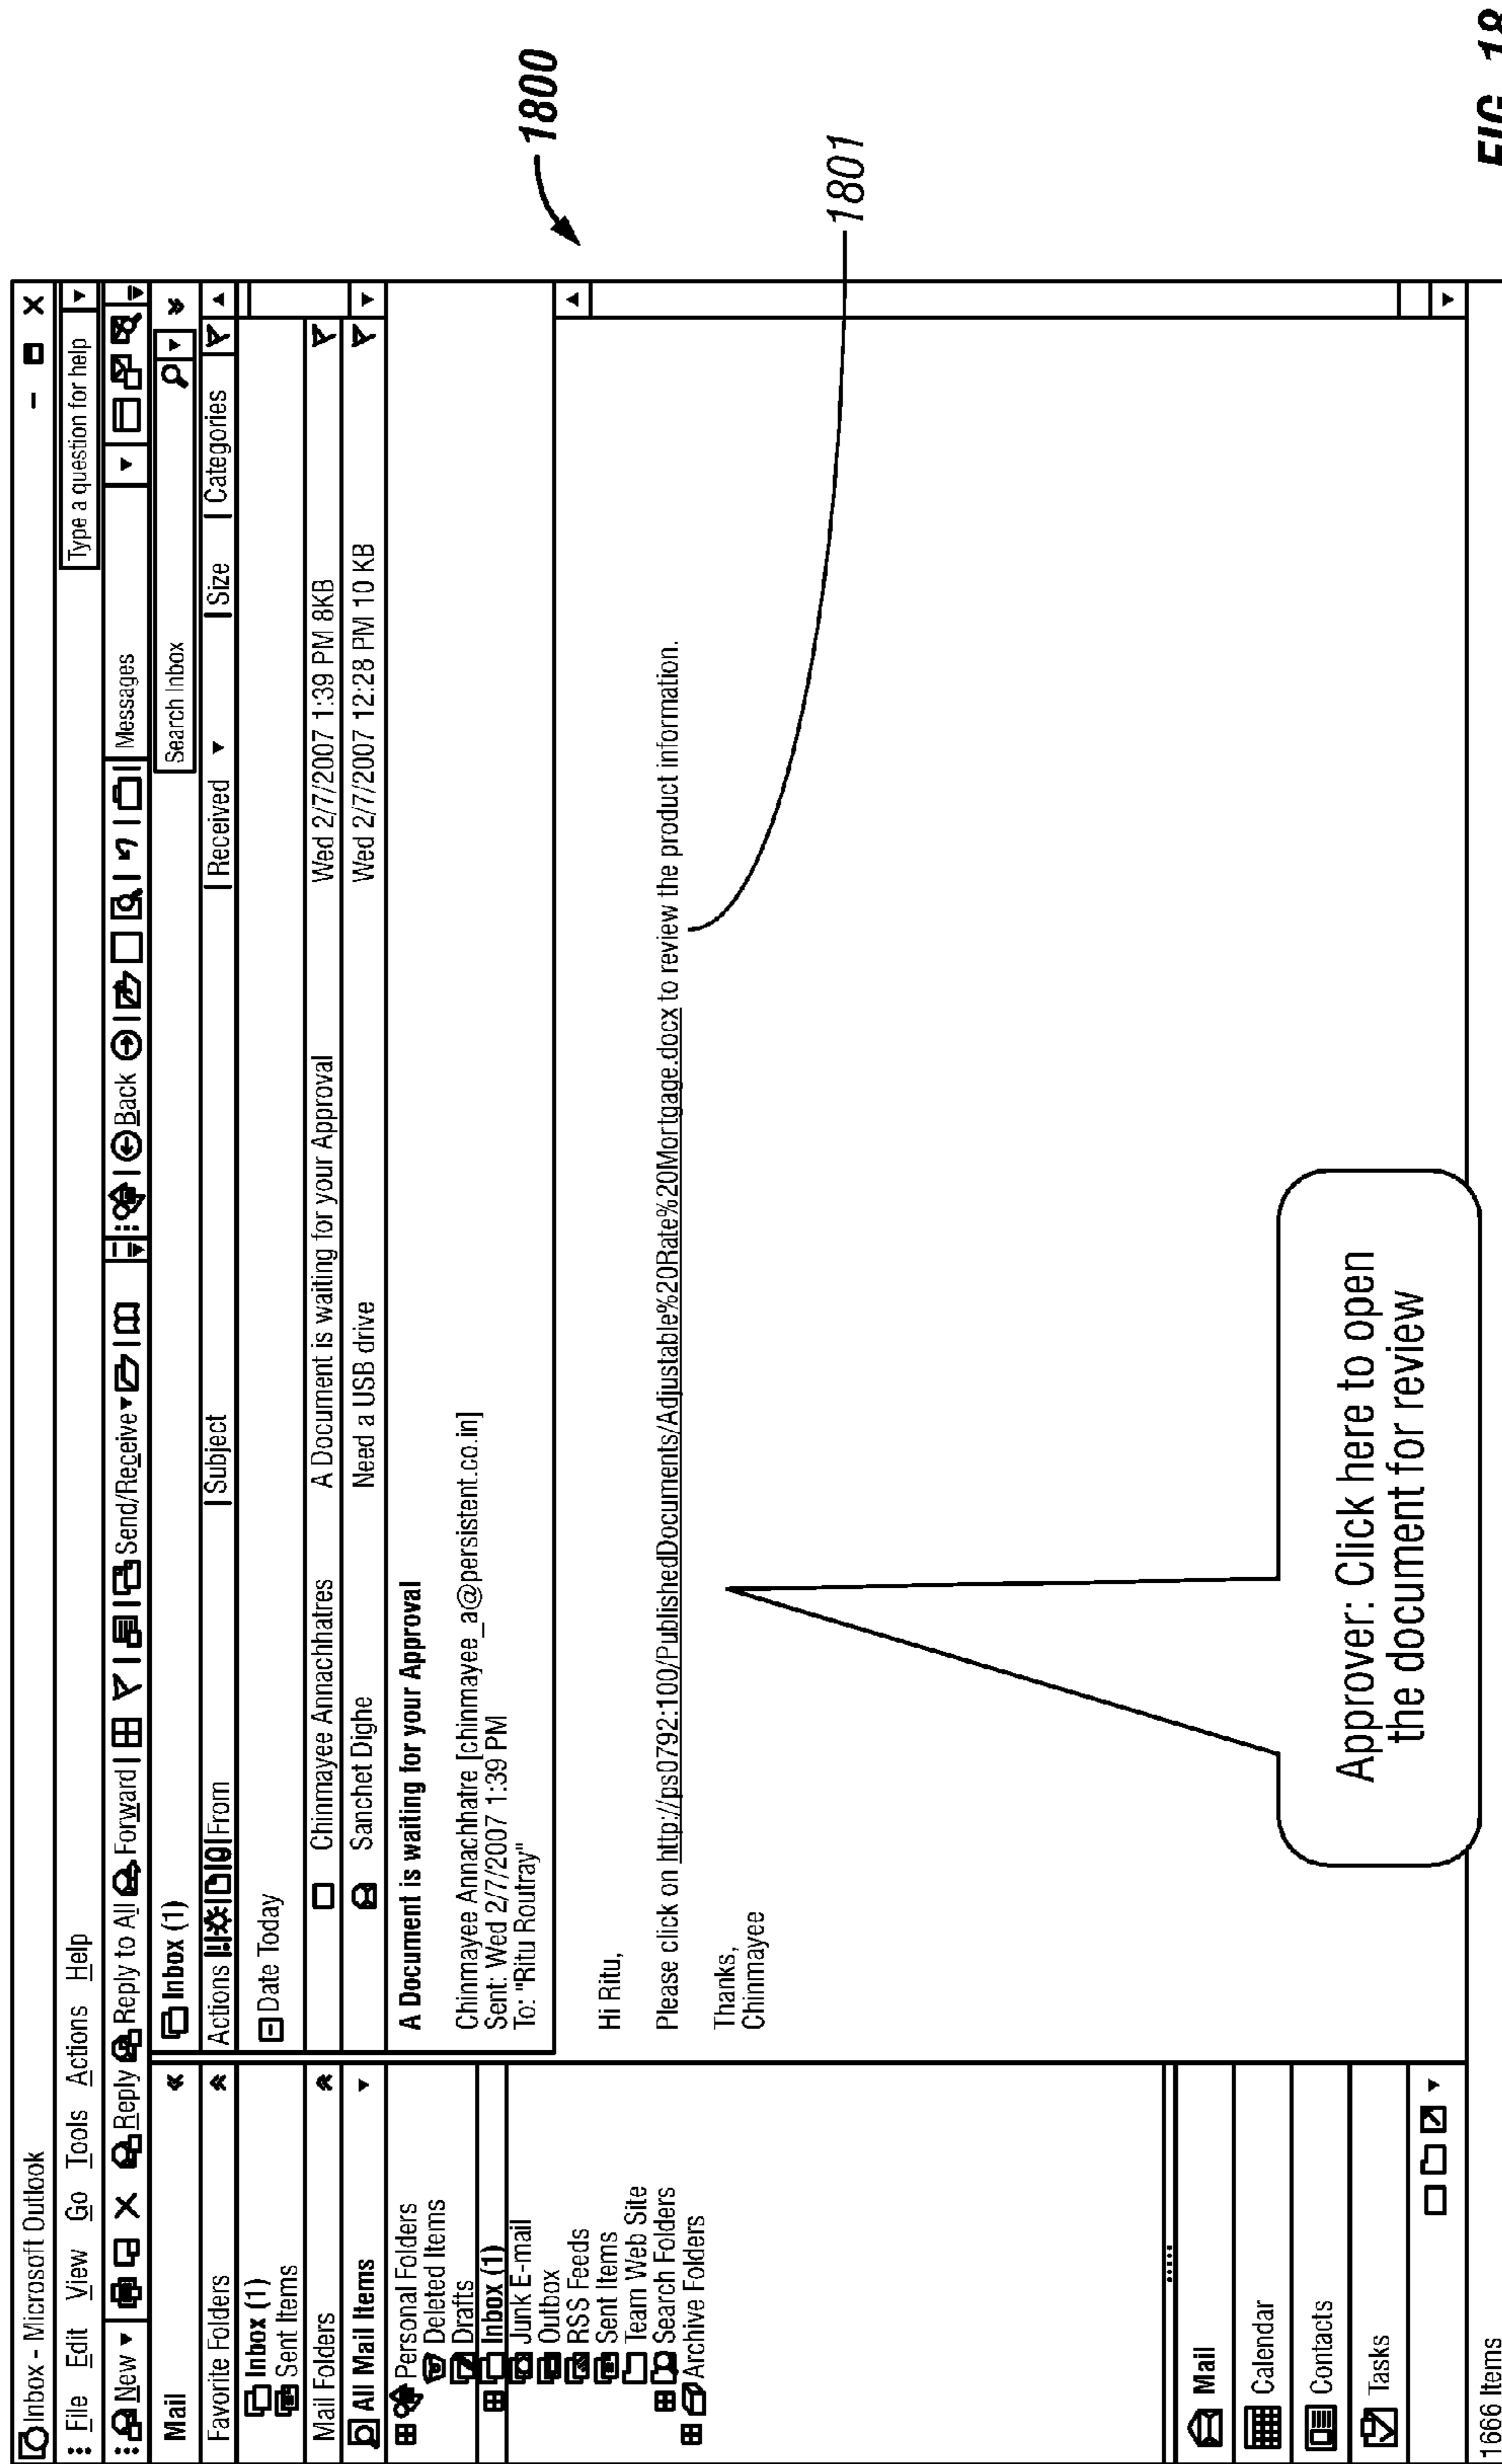 Inbox - Microsoft Outlook
File Edit View Go Tools Actions Help Type a question for help
New Reply Reply to All Forward Send/Receive Back Messages
Mail
Favorite Folders
Inbox (1)
Sent Items
Mail Folders
All Mail Items
Personal Folders
Deleted Items
Drafts
Inbox (1)
Junk E-mail
Outbox
RSS Feeds
Sent Items
Team Web Site
Search Folders
Archive Folders
Mail
Calendar
Contacts
Tasks
1666 Items
Inbox (1) Search Inbox
Actions From Subject Received Size Categories
Date Today
Chinmayee Annachhatres A Document is waiting for your Approval Wed 2/7/2007 1:39 PM 8KB
Sanchet Dighe Need a USB drive Wed 2/7/2007 12:28 PM 10 KB
A Document is waiting for your Approval
Chinmayee Annachhatre [chinmayee_a@persistent.co.in]
Sent: Wed 2/7/2007 1:39 PM
To: "Ritu Routray"
Hi Ritu,
Please click on http://ps0792:100/PublishedDocuments/Adjustable%20Rate%20Mortgage.docx to review the product information.
Thanks,
Chinmayee
Approver: Click here to open
the document for review
1800
1801
FIG. 18